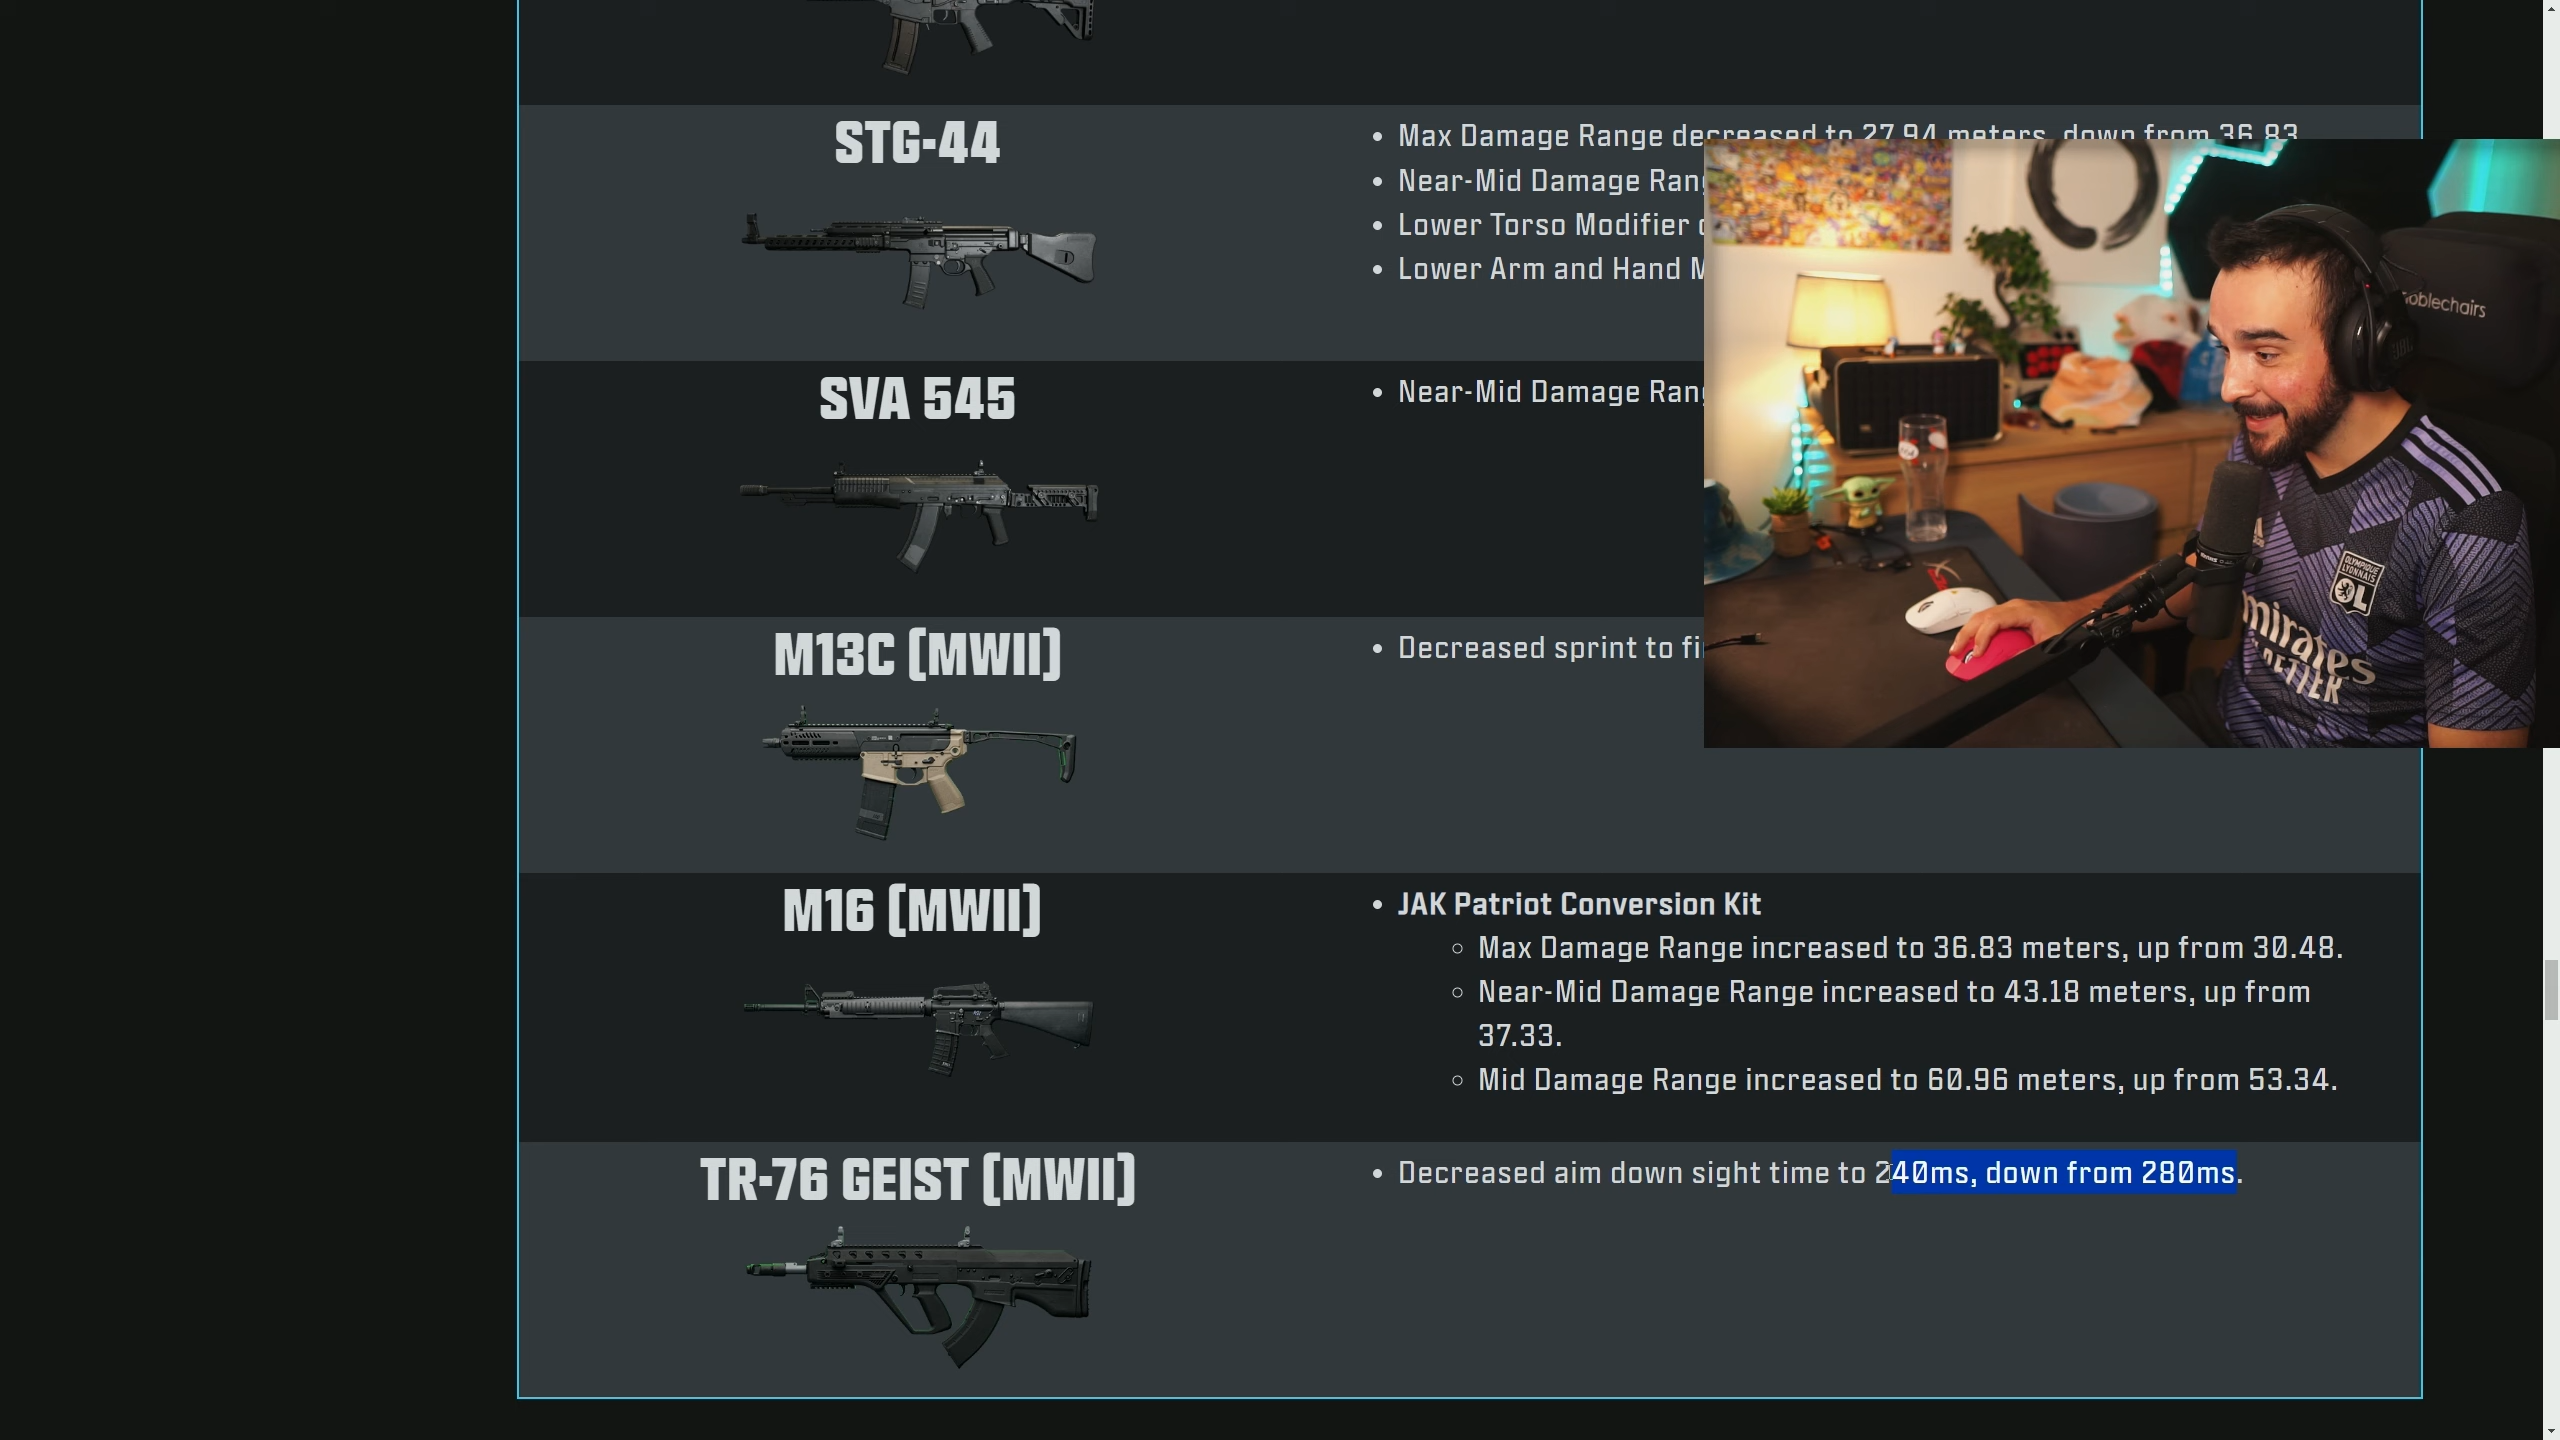 STG-44
Max Damage Range decreased to 27.94 meters, down from 36.83
Near-Mid Damage
Lower Torso Modifier
Lower Arm and Hand
SVA 545
Near-Mid Damage
M13C (MWII)
Decreased sprint to
M16 (MWII)
JAK Patriot Conversion Kit
Max Damage Range increased to 36.83 meters, up from 30.48.
Near-Mid Damage Range increased to 43.18 meters, up from
37.33.
Mid Damage Range increased to 60.96 meters, up from 53.34.
TR-76 GEIST (MWII)
Decreased aim down sight time to 240ms, down from 280ms.
noblechairs
JBL
OLYMPIQUE
LYONNAIS
OL